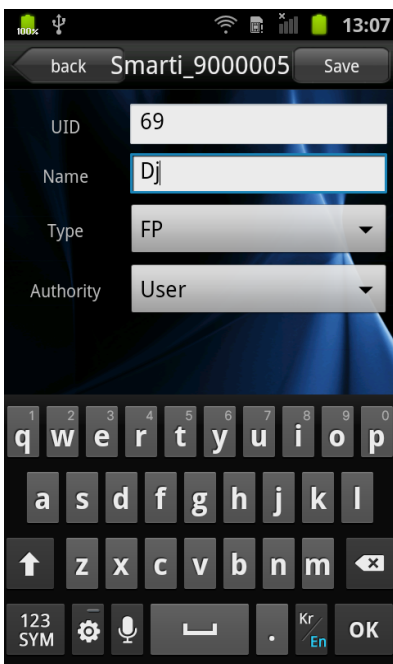 100%
13:07
back Smarti_9000005 Save
UID 69
Name Dj
Type FP
Authority User
1 2 3 4 5 6 7 8 9 0
q w e r t y u i o p
a s d f g h j k l
z x c v b n m
123 SYM . Kr/En OK